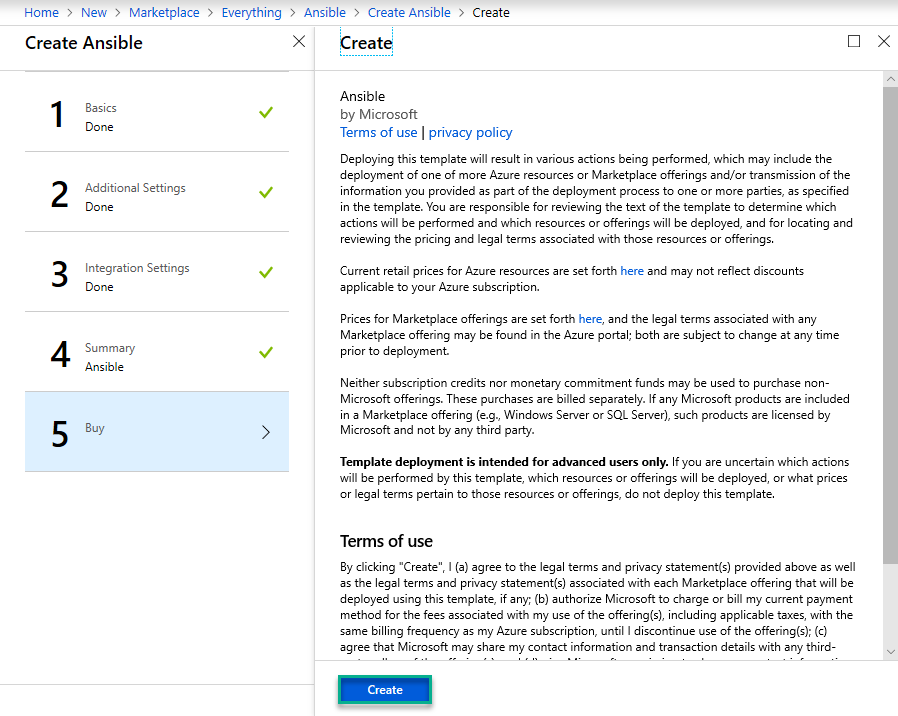 Home > New > Marketplace > Everything > Ansible > Create Ansible > Create
Create Ansible
1
Basics
Done
2
Additional Settings
Done
3
Integration Settings
Done
4
Summary
Ansible
5
Buy
Create
Ansible
by Microsoft
Terms of use | privacy policy
Deploying this template will result in various actions being performed, which may include the
deployment of one of more Azure resources or Marketplace offerings and/or transmission of the
information you provided as part of the deployment process to one or more parties, as specified
in the template. You are responsible for reviewing the text of the template to determine which
actions will be performed and which resources or offerings will be deployed, and for locating and
reviewing the pricing and legal terms associated with those resources or offerings.
Current retail prices for Azure resources are set forth here and may not reflect discounts
applicable to your Azure subscription.
Prices for Marketplace offerings are set forth here, and the legal terms associated with any
Marketplace offering may be found in the Azure portal; both are subject to change at any time
prior to deployment.
Neither subscription credits nor monetary commitment funds may be used to purchase non-
Microsoft offerings. These purchases are billed separately. If any Microsoft products are included
in a Marketplace offering (e.g., Windows Server or SQL Server), such products are licensed by
Microsoft and not by any third party.
Template deployment is intended for advanced users only. If you are uncertain which actions
will be performed by this template, which resources or offerings will be deployed, or what prices
or legal terms pertain to those resources or offerings, do not deploy this template.
Terms of use
By clicking "Create", I (a) agree to the legal terms and privacy statement(s) provided above as well
as the legal terms and privacy statement(s) associated with each Marketplace offering that will be
deployed using this template, if any; (b) authorize Microsoft to charge or bill my current payment
method for the fees associated with my use of the offering(s), including applicable taxes, with the
same billing frequency as my Azure subscription, until I discontinue use of the offering(s); (c)
agree that Microsoft may share my contact information and transaction details with any third-
Create